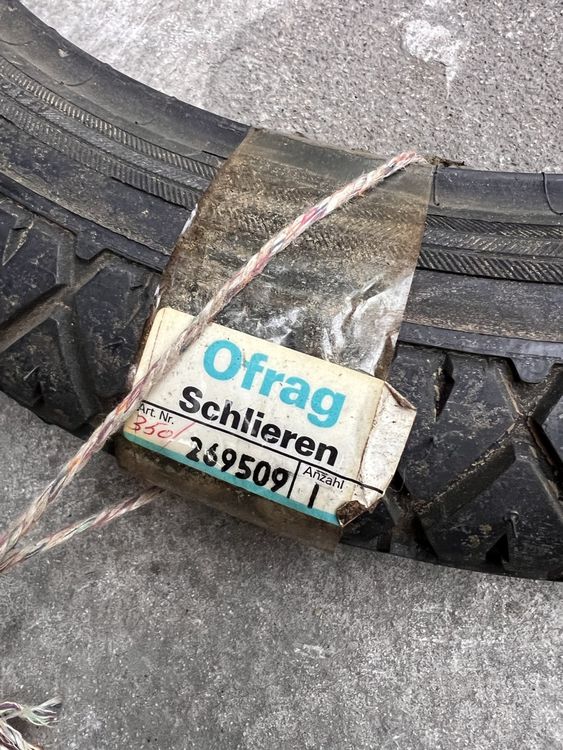 Ofrag
Schlieren
Art. Nr.
350/
269509
Anzahl
1